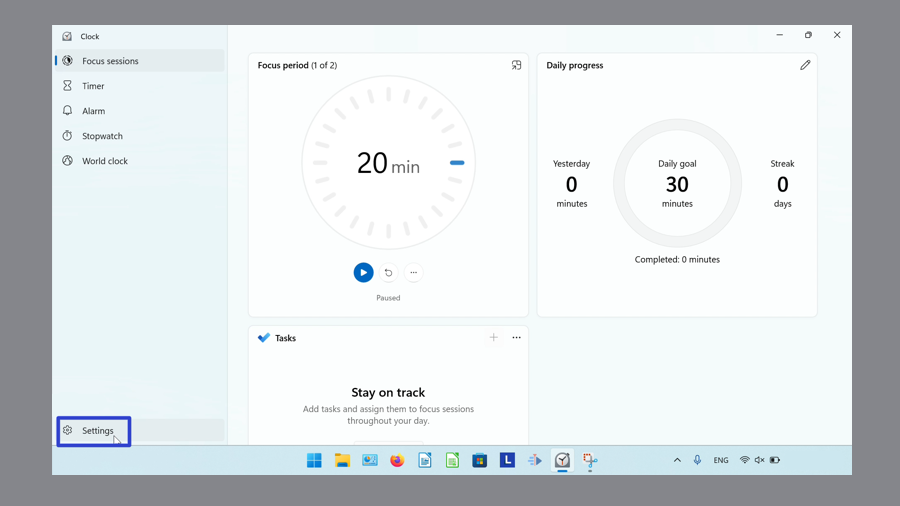 Clock
Focus sessions
Timer
Alarm
Stopwatch
World clock
Settings
Focus period (1 of 2)
20 min
Paused
Daily progress
Yesterday
0
minutes
Daily goal
30
minutes
Streak
0
days
Completed: 0 minutes
Tasks
Stay on track
Add tasks and assign them to focus sessions
throughout your day.
L
ENG